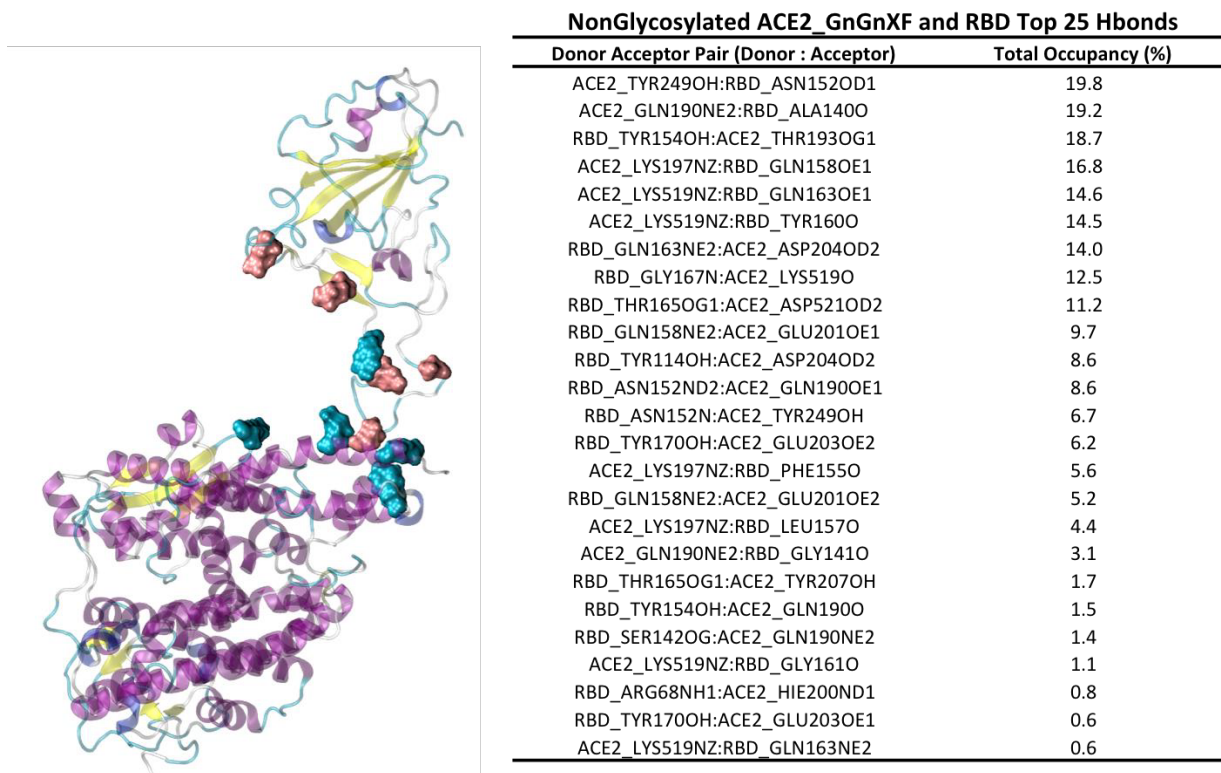 NonGlycosylated ACE2_GnGnXF and RBD Top 25 Hbonds
Donor Acceptor Pair (Donor : Acceptor) Total Occupancy (%)
ACE2_TYR249OH:RBD_ASN152OD1 19.8
ACE2_GLN190NE2:RBD_ALA140O 19.2
RBD_TYR154OH:ACE2_THR193OG1 18.7
ACE2_LYS197NZ:RBD_GLN158OE1 16.8
ACE2_LYS519NZ:RBD_GLN163OE1 14.6
ACE2_LYS519NZ:RBD_TYR160O 14.5
RBD_GLN163NE2:ACE2_ASP204OD2 14.0
RBD_GLY167N:ACE2_LYS519O 12.5
RBD_THR165OG1:ACE2_ASP521OD2 11.2
RBD_GLN158NE2:ACE2_GLU201OE1 9.7
RBD_TYR114OH:ACE2_ASP204OD2 8.6
RBD_ASN152ND2:ACE2_GLN190OE1 8.6
RBD_ASN152N:ACE2_TYR249OH 6.7
RBD_TYR170OH:ACE2_GLU203OE2 6.2
ACE2_LYS197NZ:RBD_PHE155O 5.6
RBD_GLN158NE2:ACE2_GLU201OE2 5.2
ACE2_LYS197NZ:RBD_LEU157O 4.4
ACE2_GLN190NE2:RBD_GLY141O 3.1
RBD_THR165OG1:ACE2_TYR207OH 1.7
RBD_TYR154OH:ACE2_GLN190O 1.5
RBD_SER142OG:ACE2_GLN190NE2 1.4
ACE2_LYS519NZ:RBD_GLY161O 1.1
RBD_ARG68NH1:ACE2_HIE200ND1 0.8
RBD_TYR170OH:ACE2_GLU203OE1 0.6
ACE2_LYS519NZ:RBD_GLN163NE2 0.6